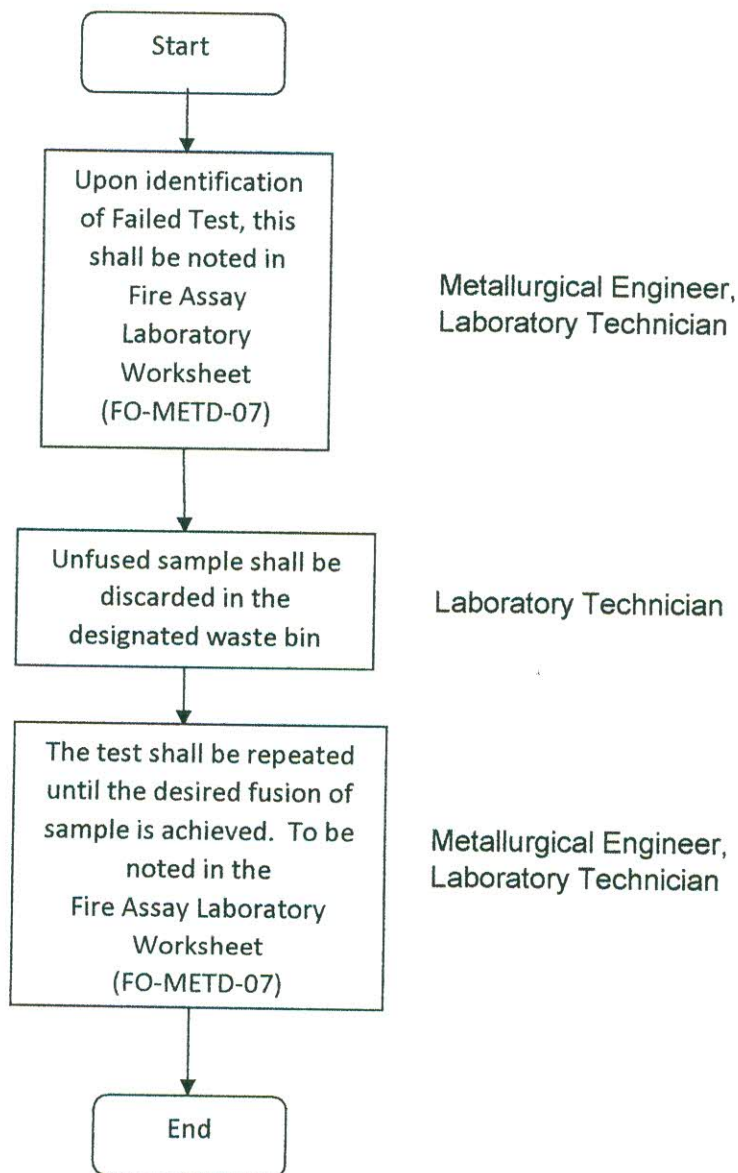 Start
Upon identification
of Failed Test, this
shall be noted in
Fire Assay
Laboratory
Worksheet
(FO-METD-07)
Metallurgical Engineer,
Laboratory Technician
Unfused sample shall be
discarded in the
designated waste bin
Laboratory Technician
The test shall be repeated
until the desired fusion of
sample is achieved.  To be
noted in the
Fire Assay Laboratory
Worksheet
(FO-METD-07)
Metallurgical Engineer,
Laboratory Technician
End